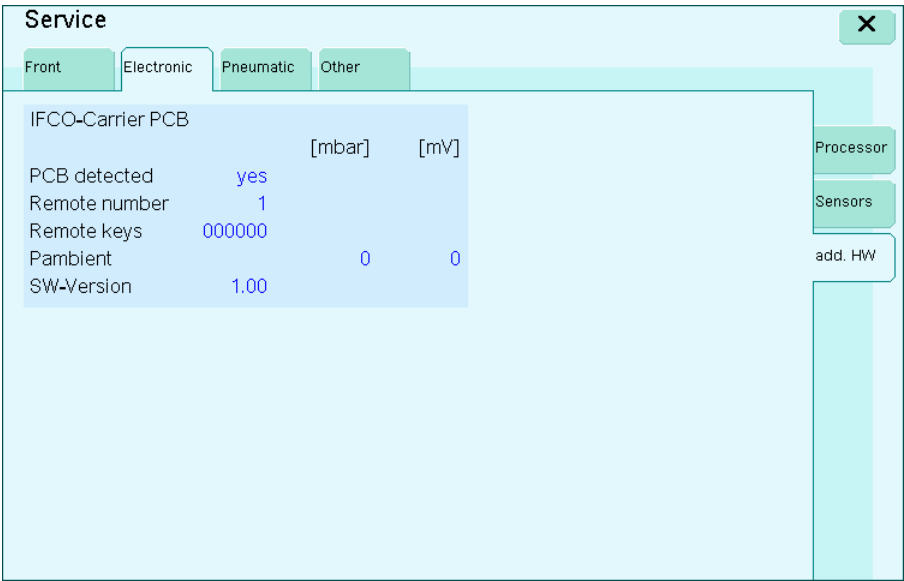 Service
X
Front Electronic Pneumatic Other
IFCO-Carrier PCB
[mbar] [mV]
PCB detected yes
Remote number 1
Remote keys 000000
Pambient 0 0
SW-Version 1.00
Processor
Sensors
add. HW